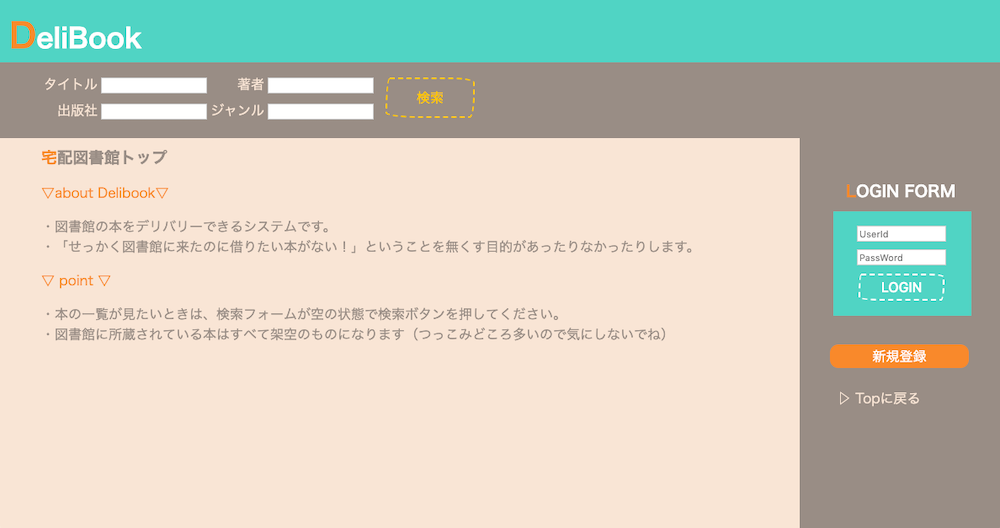 DeliBook
タイトル 著者 検索
出版社 ジャンル
宅配図書館トップ
▽about Delibook▽
・図書館の本をデリバリーできるシステムです。
・「せっかく図書館に来たのに借りたい本がない！」ということを無くす目的があったりなかったりします。
▽ point ▽
・本の一覧が見たいときは、検索フォームが空の状態で検索ボタンを押してください。
・図書館に所蔵されている本はすべて架空のものになります（つっこみどころ多いので気にしないでね）
LOGIN FORM
UserId
PassWord
LOGIN
新規登録
▷ Topに戻る